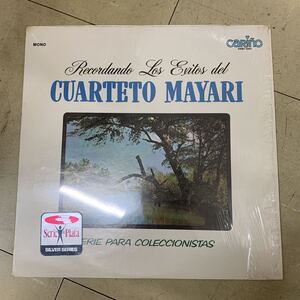 MONO
Cariño
Recordando Los Exitos del
CUARTETO MAYARI
SERIE PARA COLECCIONISTAS
Serie Plata
SILVER SERIES